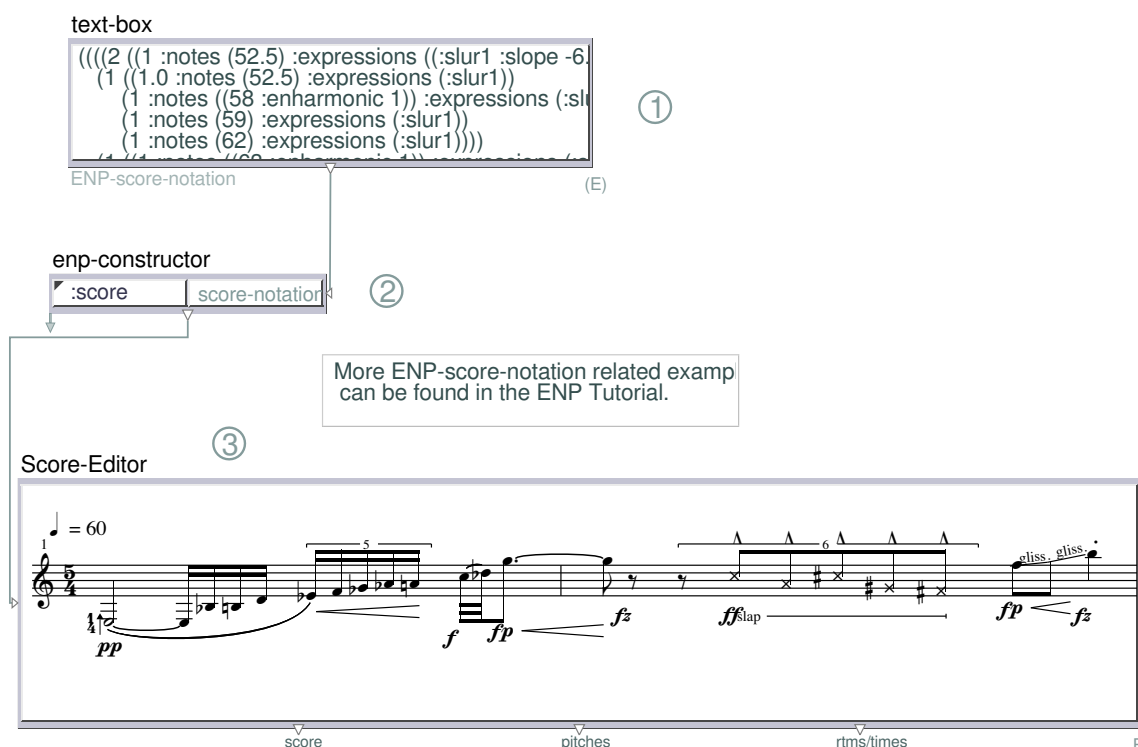 text-box
((((2 ((1 :notes (52.5) :expressions ((:slur1 :slope -6.
(1 ((1.0 :notes (52.5) :expressions (:slur1))
(1 :notes ((58 :enharmonic 1)) :expressions (:slu
(1 :notes (59) :expressions (:slur1))
(1 :notes (62) :expressions (:slur1))))
ENP-score-notation
(E)
1
enp-constructor
:score score-notation
2
More ENP-score-notation related examp
can be found in the ENP Tutorial.
3
Score-Editor
= 60
1
5
6
gliss. gliss.
5
4
1
4
pp
f
fp
fz
ff slap
fp
fz
score pitches rtms/times